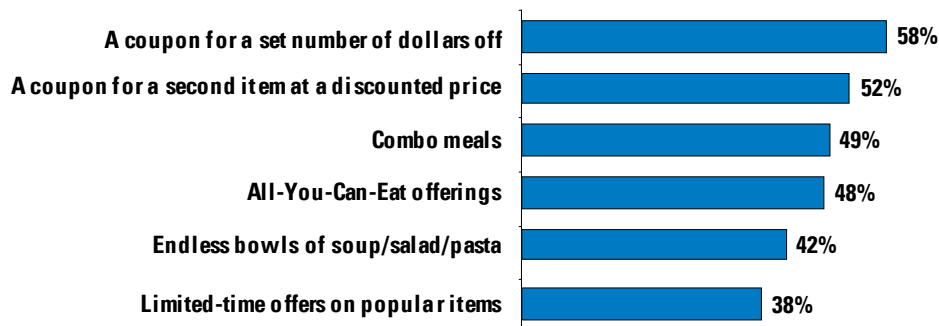 A coupon for a set number of dollars off 58%
A coupon for a second item at a discounted price 52%
Combo meals 49%
All-You-Can-Eat offerings 48%
Endless bowls of soup/salad/pasta 42%
Limited-time offers on popular items 38%